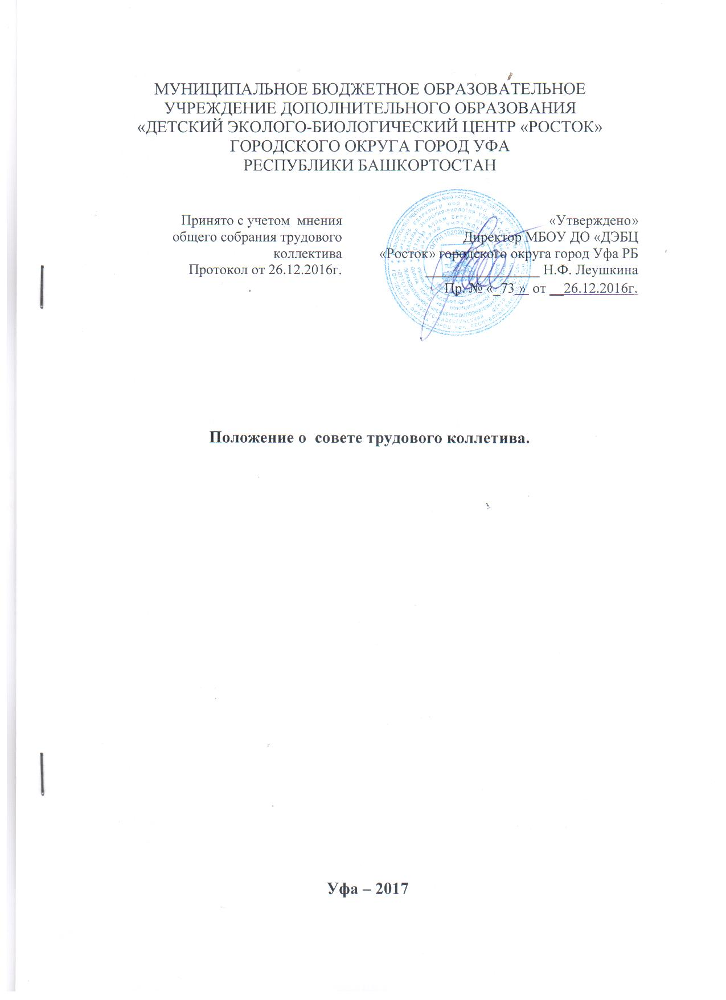 МУНИЦИПАЛЬНОЕ БЮДЖЕТНОЕ ОБРАЗОВАТЕЛЬНОЕ
УЧРЕЖДЕНИЕ ДОПОЛНИТЕЛЬНОГО ОБРАЗОВАНИЯ
«ДЕТСКИЙ ЭКОЛОГО-БИОЛОГИЧЕСКИЙ ЦЕНТР «РОСТОК»
ГОРОДСКОГО ОКРУГА ГОРОД УФА
РЕСПУБЛИКИ БАШКОРТОСТАН
Принято с учетом мнения
общего собрания трудового
коллектива
Протокол от 26.12.2016г.
«Утверждено»
Директор МБОУ ДО «ДЭБЦ
«Росток» городского округа город Уфа РБ
Н.Ф. Леушкина
Пр. № «_73_» от __26.12.2016г.
Положение о совете трудового коллетива.
Уфа – 2017